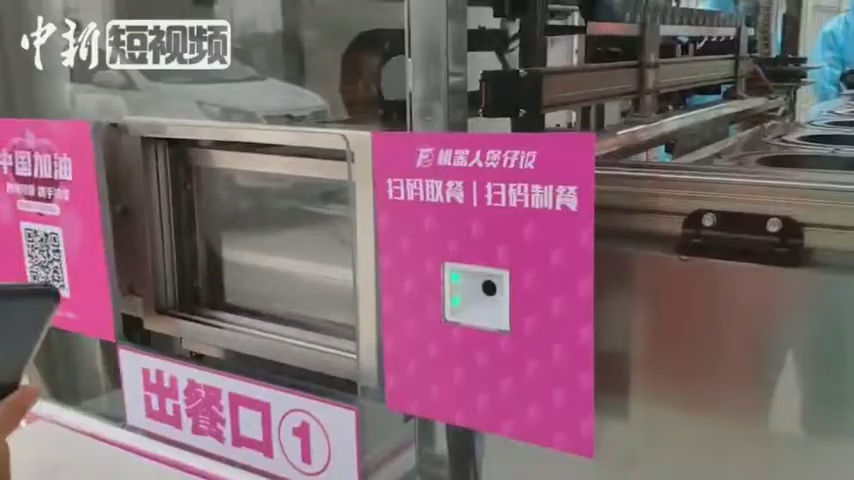 中新 短视频
中国加油
机器人煲仔饭
扫码取餐 | 扫码制餐
出餐口①